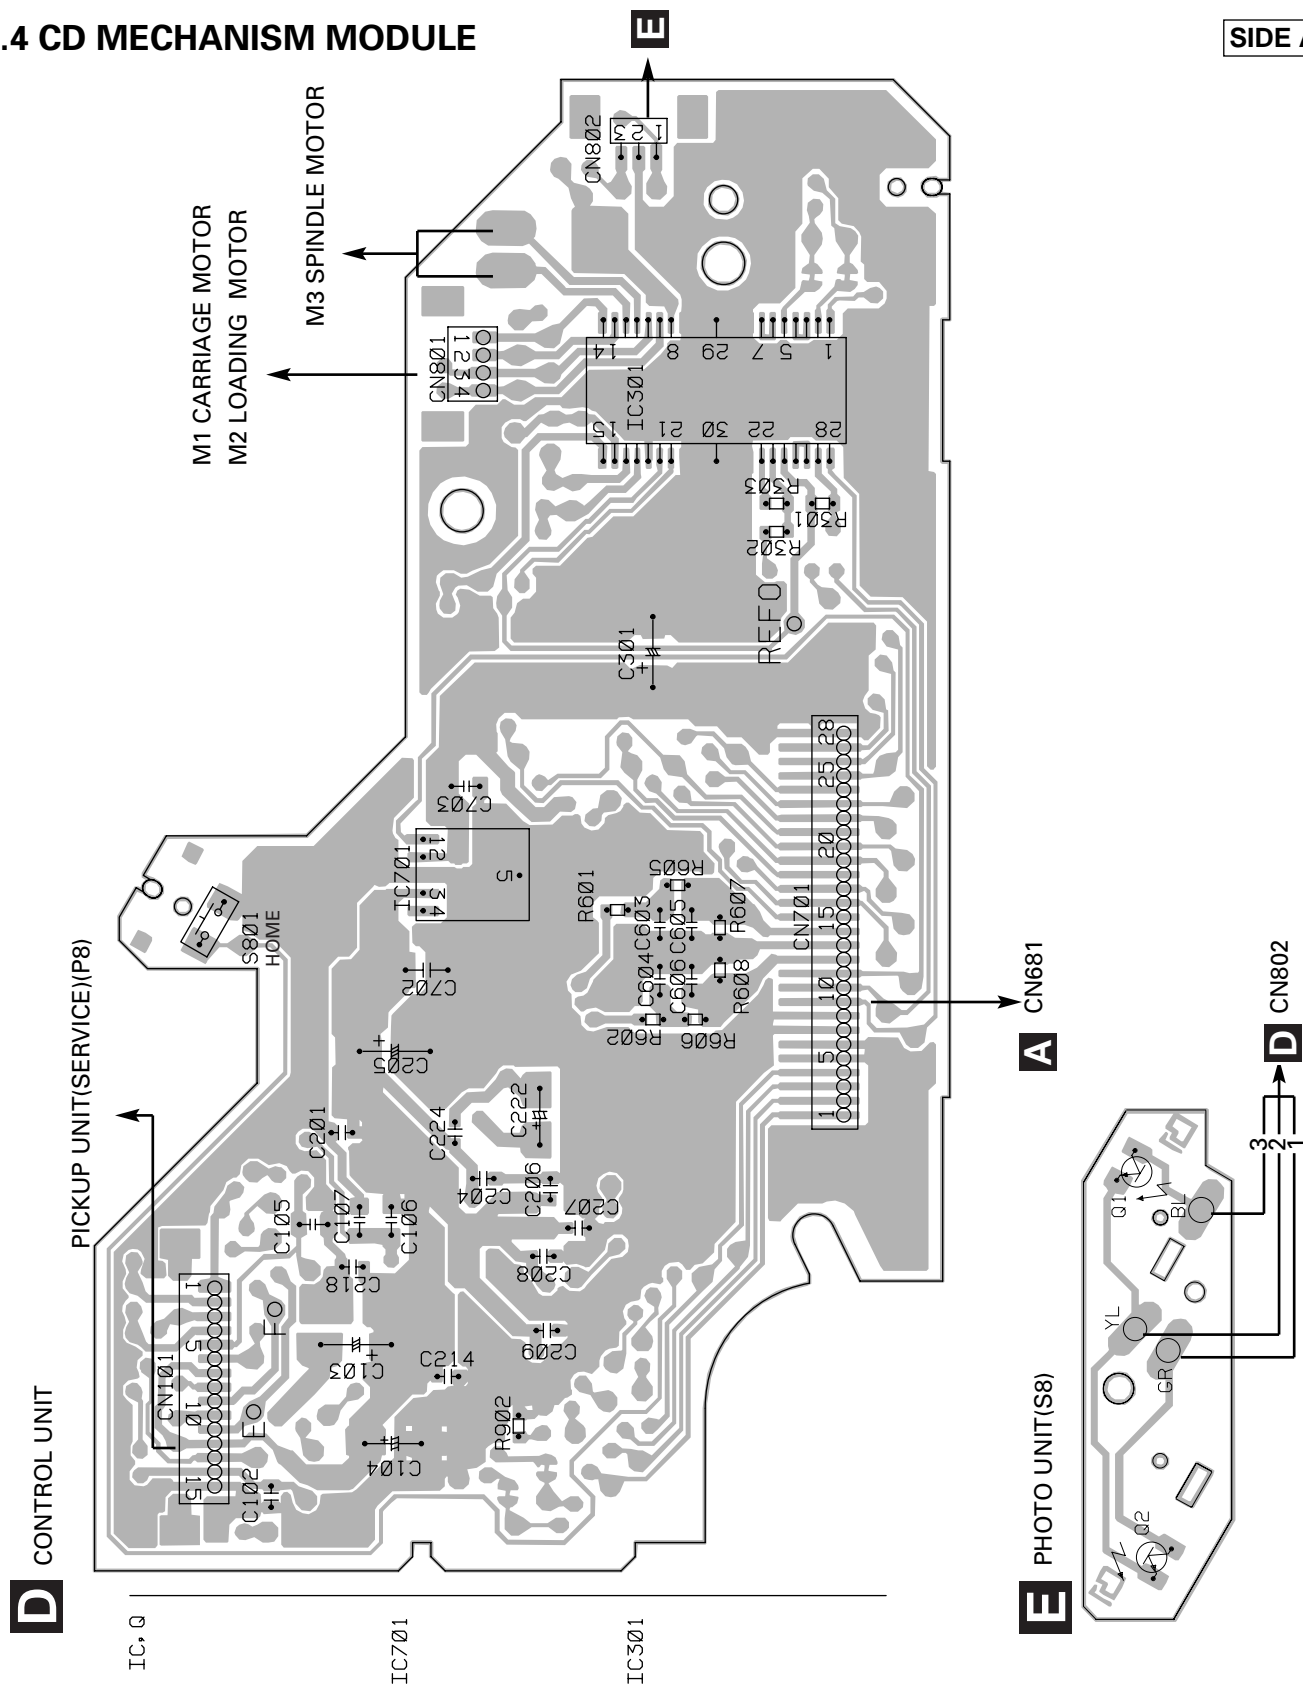 .4 CD MECHANISM MODULE
SIDE A
E
M1 CARRIAGE MOTOR
M2 LOADING MOTOR
M3 SPINDLE MOTOR
CN802
3
2
1
CN801
1
2
3
4
IC301
14
8
29
7
5
1
15
21
30
22
28
R303
R302
R301
REFO
C301
+
PICKUP UNIT(SERVICE)(P8)
S801
HOME
IC701
1
2
3
4
5
C703
C702
C205
+
R601
R605
C603
C605
R607
C604
C606
R608
R602
R606
CN701
28
25
20
15
10
5
1
A CN681
C201
C224
C222
+
C204
C206
C207
C208
C209
C105
C107
C106
C218
C103
+
C214
C104
+
R902
C102
CN101
1
5
10
15
FO
EO
D CONTROL UNIT
IC,Q
IC701
IC301
E PHOTO UNIT(S8)
Q1
BL
YL
GR
Q2
3
2
1
D CN802